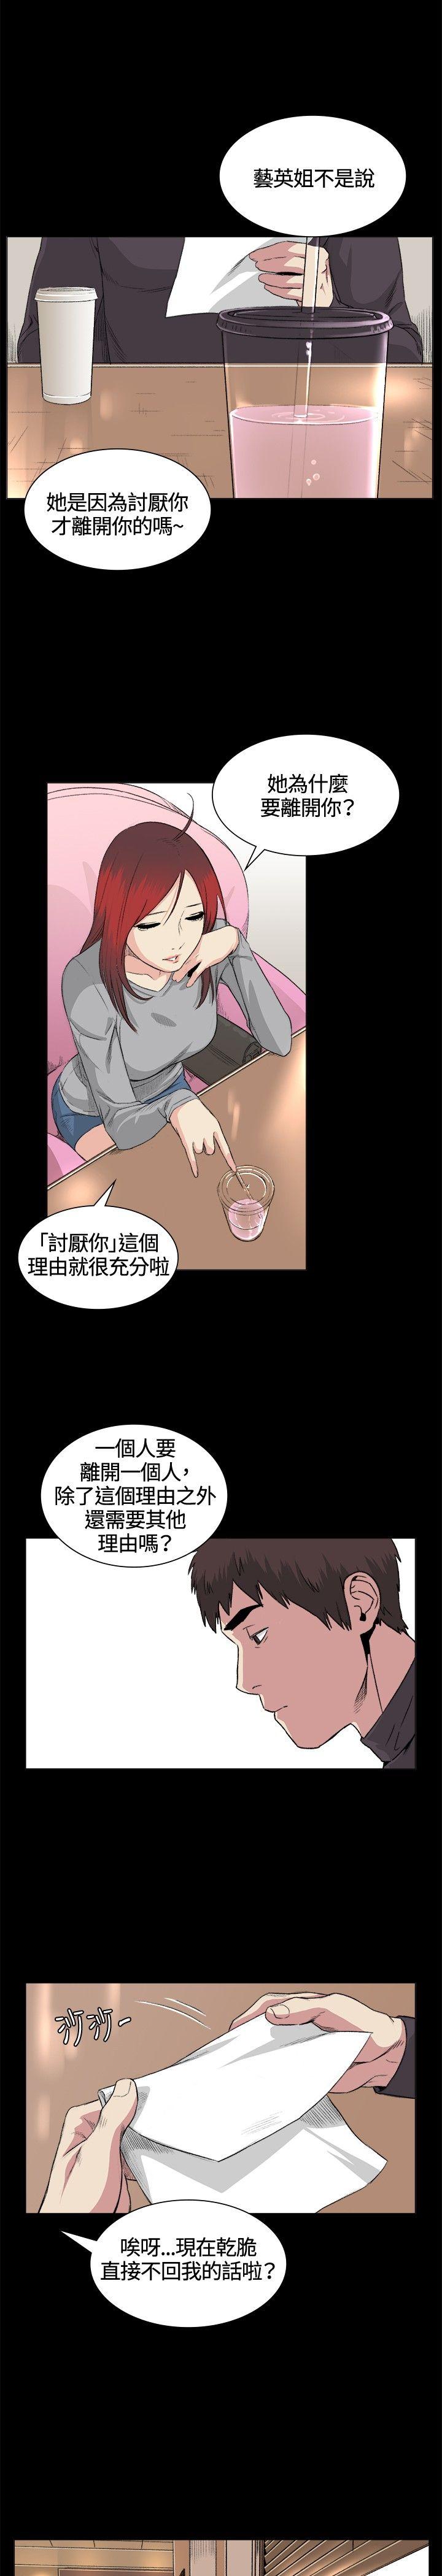 藝英姐不是說
她是因為討厭你
才離開你的嗎~
她為什麼
要離開你?
「討厭你」這個
理由就很充分啦
一個人要
離開一個人,
除了這個理由之外
還需要其他
理由嗎?
沙沙~
唉呀...現在乾脆
直接不回我的話啦?